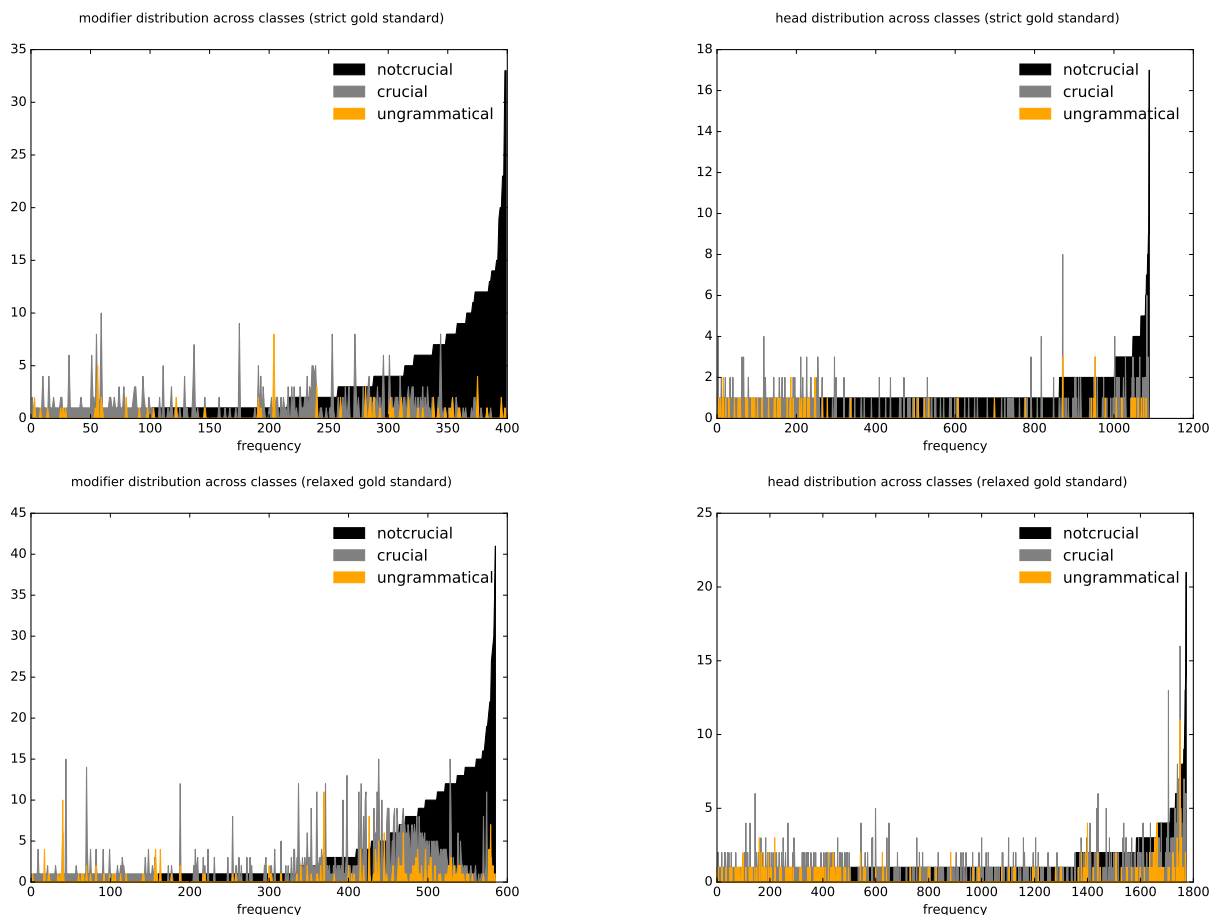 modifier distribution across classes (strict gold standard)
35
30
25
20
15
10
5
0
notcrucial
crucial
ungrammatical
0 50 100 150 200 250 300 350 400
frequency
head distribution across classes (strict gold standard)
18
16
14
12
10
8
6
4
2
0
notcrucial
crucial
ungrammatical
0 200 400 600 800 1000 1200
frequency
modifier distribution across classes (relaxed gold standard)
45
40
35
30
25
20
15
10
5
0
notcrucial
crucial
ungrammatical
0 100 200 300 400 500 600
frequency
head distribution across classes (relaxed gold standard)
25
20
15
10
5
0
notcrucial
crucial
ungrammatical
0 200 400 600 800 1000 1200 1400 1600 1800
frequency